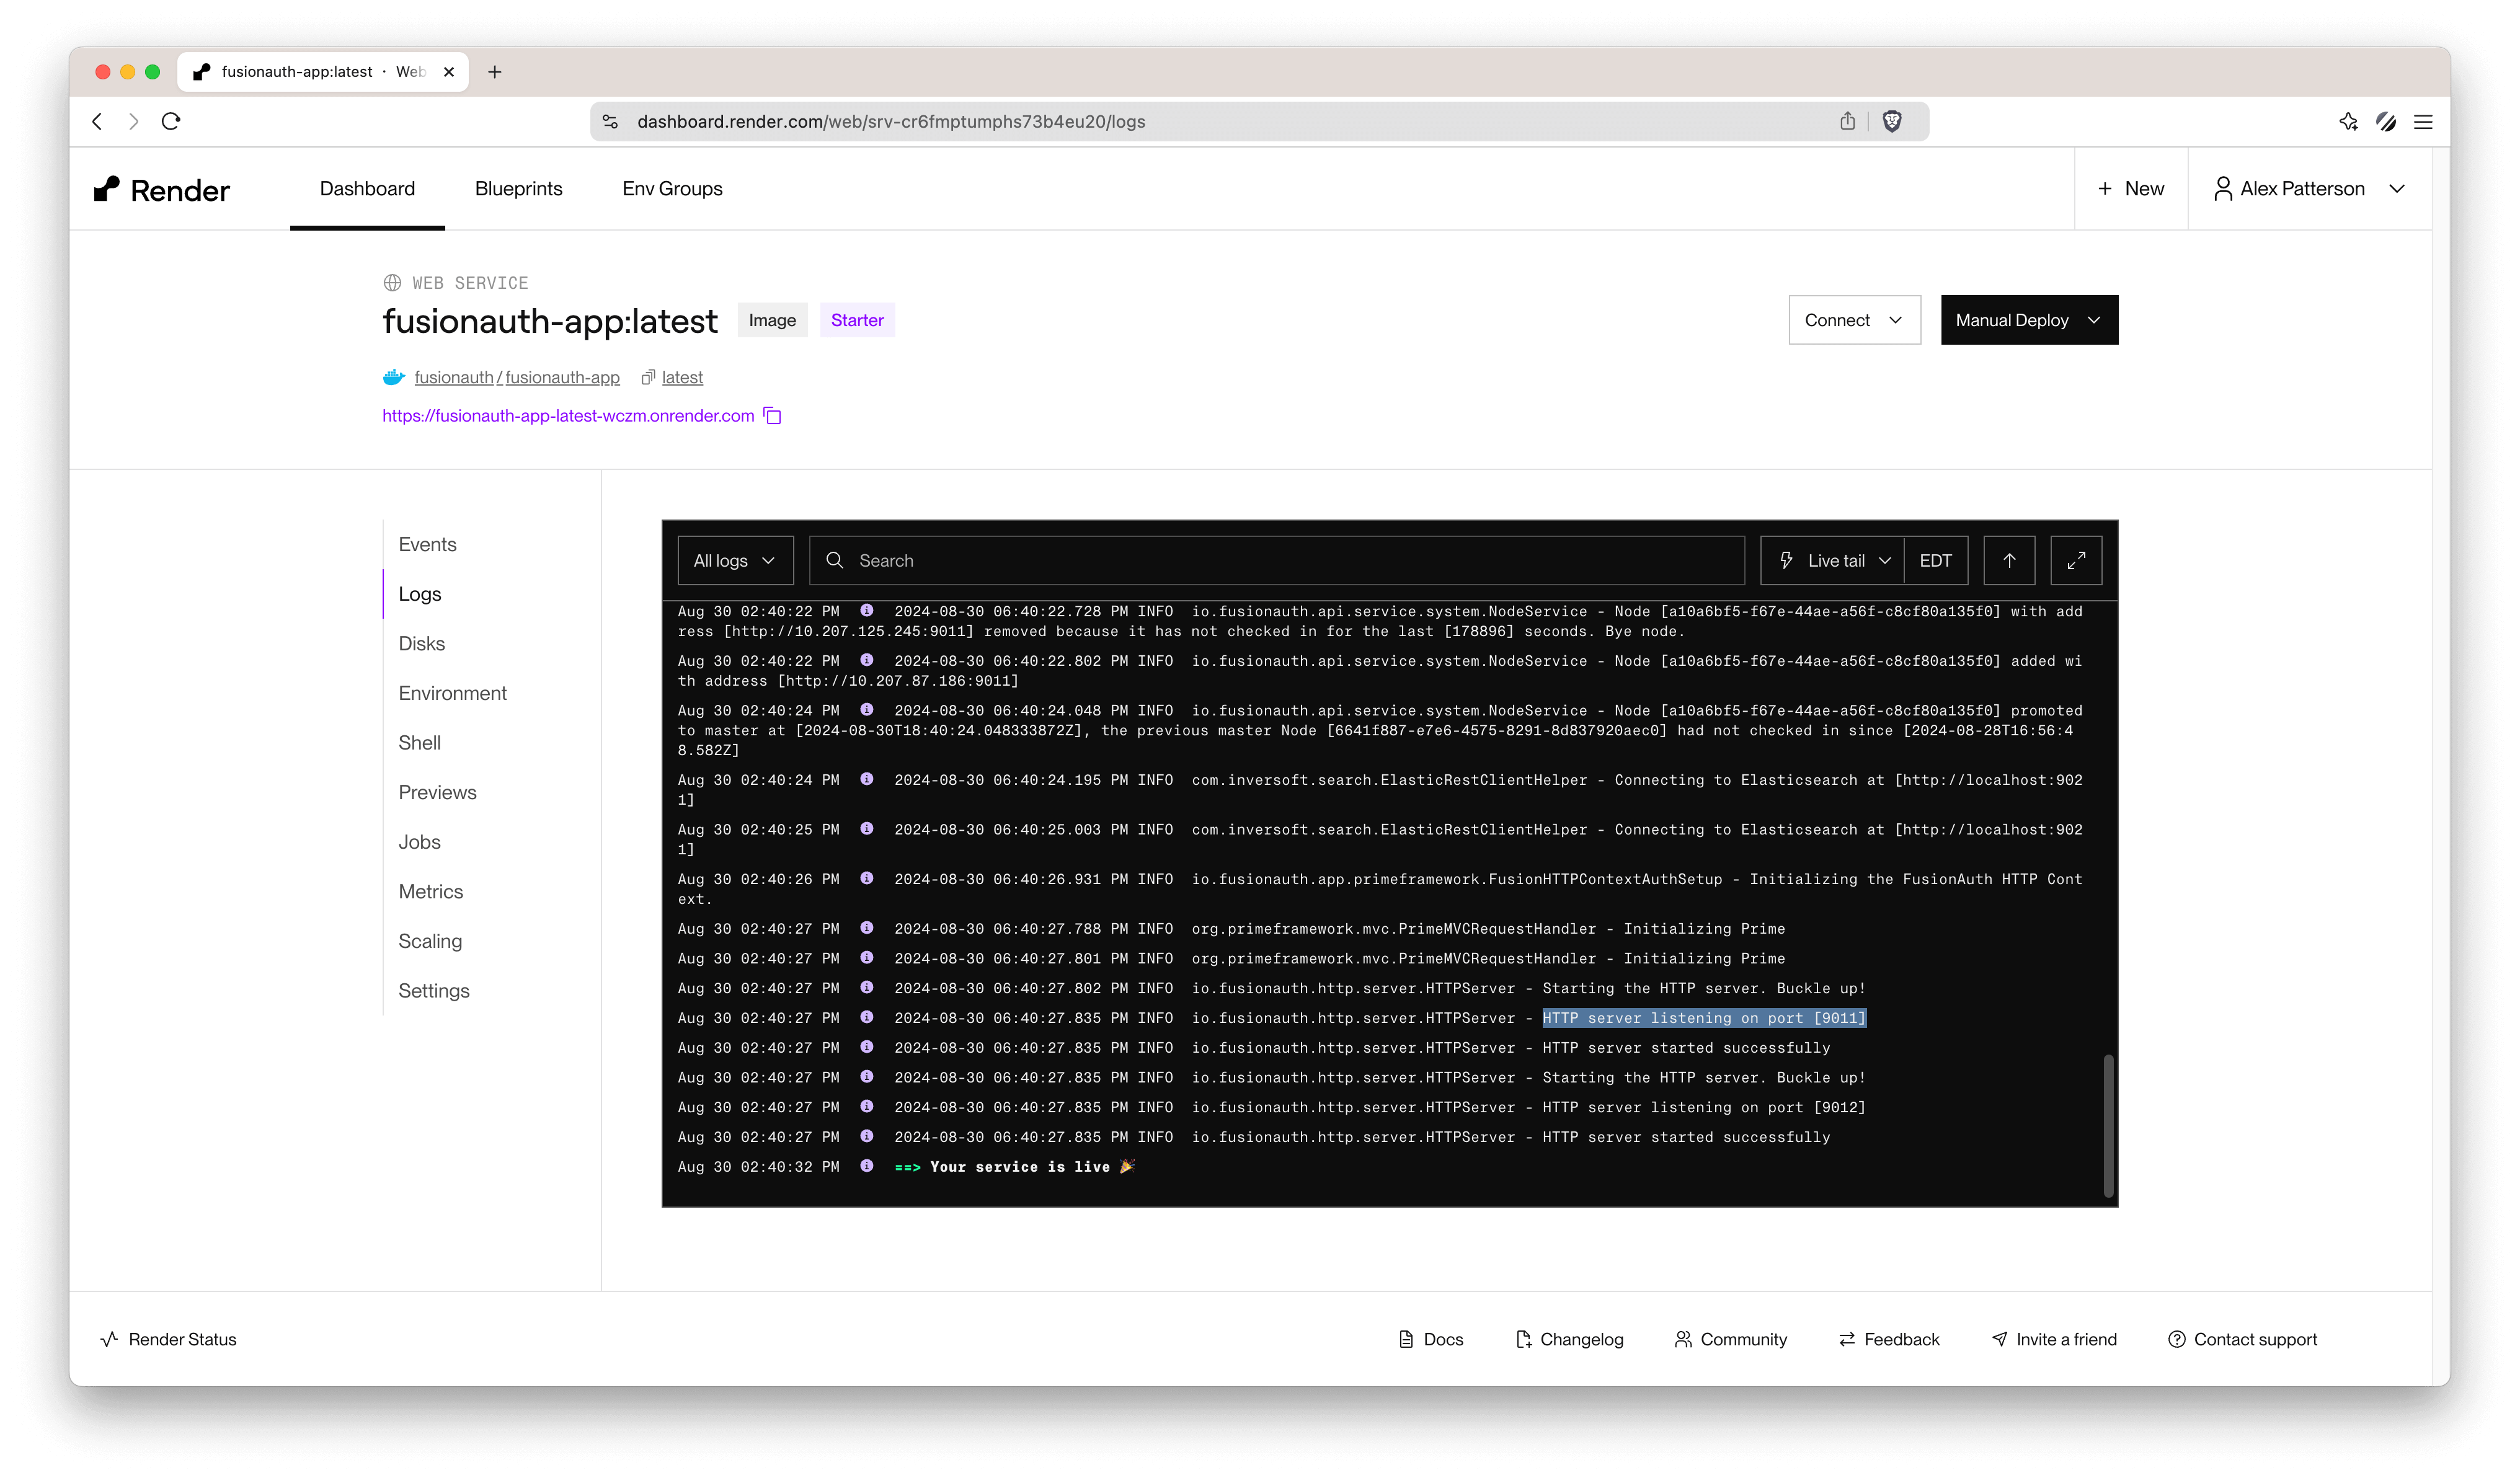 fusionauth-app:latest · Web
dashboard.render.com/web/srv-cr6fmptumphs73b4eu20/logs
Render
Dashboard
Blueprints
Env Groups
+ New
Alex Patterson
WEB SERVICE
fusionauth-app:latest
Image
Starter
Connect
Manual Deploy
fusionauth/fusionauth-app
latest
https://fusionauth-app-latest-wczm.onrender.com
Events
Logs
Disks
Environment
Shell
Previews
Jobs
Metrics
Scaling
Settings
All logs
Search
Live tail
EDT
Aug 30 02:40:22 PM 2024-08-30 06:40:22.728 PM INFO io.fusionauth.api.service.system.NodeService - Node [a10a6bf5-f67e-44ae-a56f-c8cf80a135f0] with add
ress [http://10.207.125.245:9011] removed because it has not checked in for the last [178896] seconds. Bye node.
Aug 30 02:40:22 PM 2024-08-30 06:40:22.802 PM INFO io.fusionauth.api.service.system.NodeService - Node [a10a6bf5-f67e-44ae-a56f-c8cf80a135f0] added wi
th address [http://10.207.87.186:9011]
Aug 30 02:40:24 PM 2024-08-30 06:40:24.048 PM INFO io.fusionauth.api.service.system.NodeService - Node [a10a6bf5-f67e-44ae-a56f-c8cf80a135f0] promoted
to master at [2024-08-30T18:40:24.048333872Z], the previous master Node [6641f887-e7e6-4575-8291-8d837920aec0] had not checked in since [2024-08-28T16:56:4
8.582Z]
Aug 30 02:40:24 PM 2024-08-30 06:40:24.195 PM INFO com.inversoft.search.ElasticRestClientHelper - Connecting to Elasticsearch at [http://localhost:902
1]
Aug 30 02:40:25 PM 2024-08-30 06:40:25.003 PM INFO com.inversoft.search.ElasticRestClientHelper - Connecting to Elasticsearch at [http://localhost:902
1]
Aug 30 02:40:26 PM 2024-08-30 06:40:26.931 PM INFO io.fusionauth.app.primeframework.FusionHTTPContextAuthSetup - Initializing the FusionAuth HTTP Cont
ext.
Aug 30 02:40:27 PM 2024-08-30 06:40:27.788 PM INFO org.primeframework.mvc.PrimeMVCRequestHandler - Initializing Prime
Aug 30 02:40:27 PM 2024-08-30 06:40:27.801 PM INFO org.primeframework.mvc.PrimeMVCRequestHandler - Initializing Prime
Aug 30 02:40:27 PM 2024-08-30 06:40:27.802 PM INFO io.fusionauth.http.server.HTTPServer - Starting the HTTP server. Buckle up!
Aug 30 02:40:27 PM 2024-08-30 06:40:27.835 PM INFO io.fusionauth.http.server.HTTPServer - HTTP server listening on port [9011]
Aug 30 02:40:27 PM 2024-08-30 06:40:27.835 PM INFO io.fusionauth.http.server.HTTPServer - HTTP server started successfully
Aug 30 02:40:27 PM 2024-08-30 06:40:27.835 PM INFO io.fusionauth.http.server.HTTPServer - Starting the HTTP server. Buckle up!
Aug 30 02:40:27 PM 2024-08-30 06:40:27.835 PM INFO io.fusionauth.http.server.HTTPServer - HTTP server listening on port [9012]
Aug 30 02:40:27 PM 2024-08-30 06:40:27.835 PM INFO io.fusionauth.http.server.HTTPServer - HTTP server started successfully
Aug 30 02:40:32 PM ==> Your service is live 🎉
Render Status
Docs
Changelog
Community
Feedback
Invite a friend
Contact support